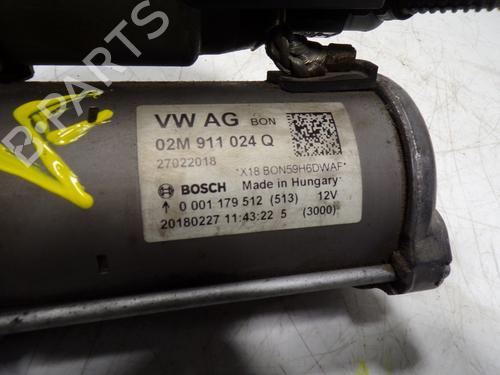 B-PARTS
VW AG BON
02M 911 024 Q
27022018
*X18 BON59H6DWAF*
BOSCH Made in Hungary
↑ 0 001 179 512 (513) 12V
20180227 11:43:22 5 (3000)